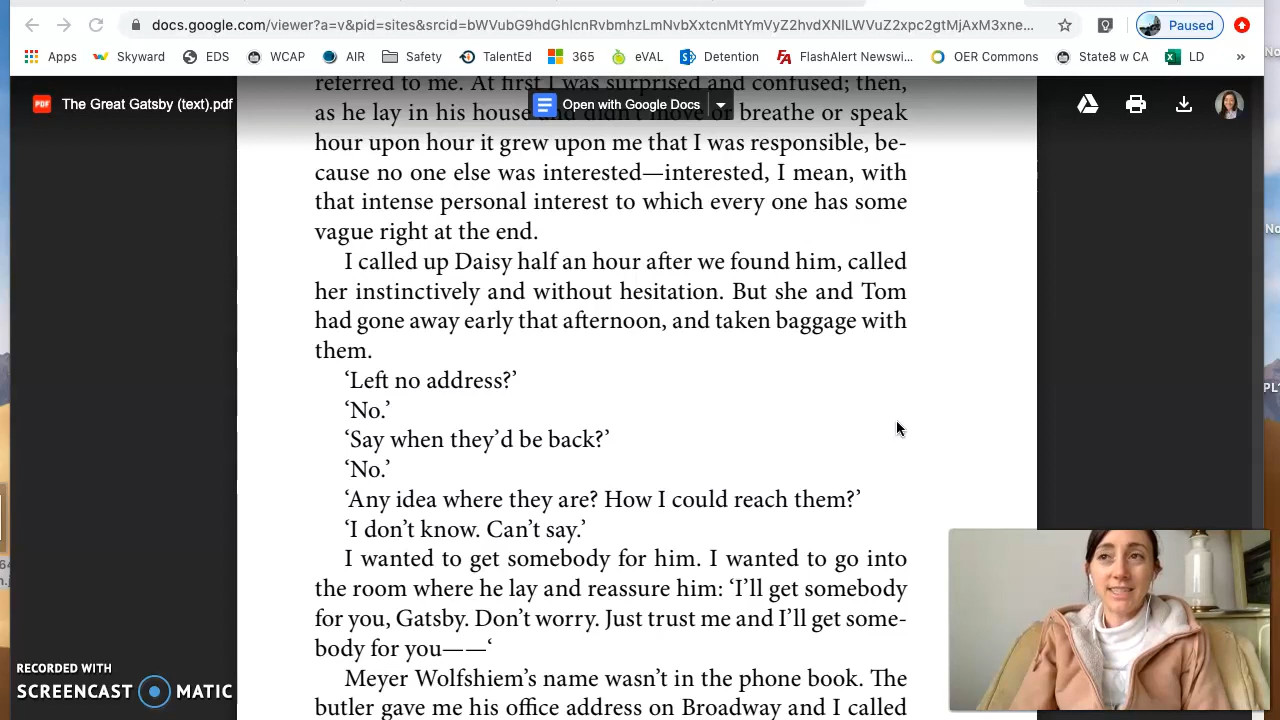 docs.google.com/viewer?a=v&pid=sites&srcid=bWVubG9hdGhlcnRvbmhzLmNvbXxtcnMtYmVyZ2hvdXNlLWVuZ2xpc2gtMjAxM3xne...
Paused
Apps Skyward EDS WCAP AIR Safety TalentEd 365 eVAL Detention FlashAlert Newswi... OER Commons State8 w CA LD »
PDF The Great Gatsby (text).pdf
Open with Google Docs
referred to me. At first I was surprised and confused; then,
as he lay in his house and didn't move or breathe or speak
hour upon hour it grew upon me that I was responsible, be-
cause no one else was interested—interested, I mean, with
that intense personal interest to which every one has some
vague right at the end.
I called up Daisy half an hour after we found him, called
her instinctively and without hesitation. But she and Tom
had gone away early that afternoon, and taken baggage with
them.
‘Left no address?’
‘No.’
‘Say when they’d be back?’
‘No.’
‘Any idea where they are? How I could reach them?’
‘I don’t know. Can’t say.’
I wanted to get somebody for him. I wanted to go into
the room where he lay and reassure him: ‘I’ll get somebody
for you, Gatsby. Don’t worry. Just trust me and I’ll get some-
body for you——‘
Meyer Wolfshiem’s name wasn’t in the phone book. The
butler gave me his office address on Broadway and I called
RECORDED WITH
SCREENCAST MATIC